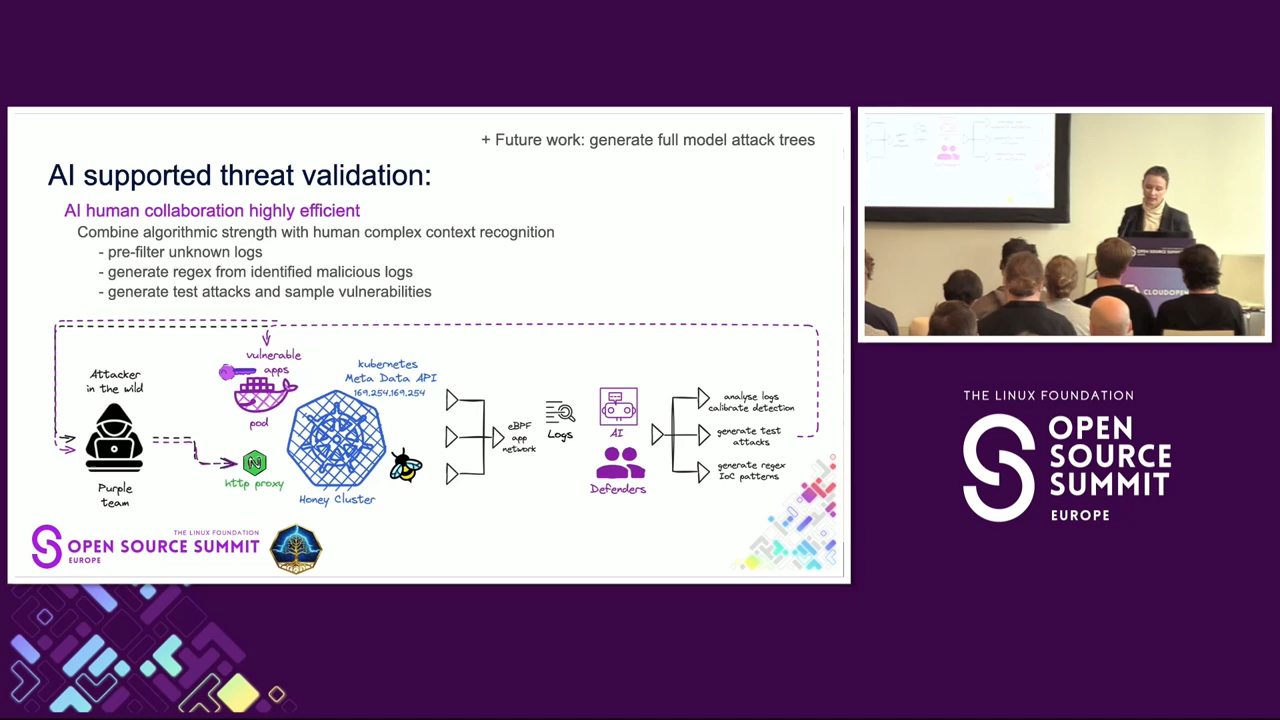 + Future work: generate full model attack trees
AI supported threat validation:
AI human collaboration highly efficient
Combine algorithmic strength with human complex context recognition
- pre-filter unknown logs
- generate regex from identified malicious logs
- generate test attacks and sample vulnerabilities
Attacker
in the wild
Purple
team
vulnerable
apps
pod
http proxy
kubernetes
Meta Data API
169.254.169.254
Honey Cluster
eBPF
app
network
Logs
AI
Defenders
analyse logs
calibrate detection
generate test
attacks
generate regex
IoC patterns
THE LINUX FOUNDATION
OPEN SOURCE SUMMIT
EUROPE
OPEN SOURCE SUMMIT
CLOUDOPEN
THE LINUX FOUNDATION
OPEN
SOURCE
SUMMIT
EUROPE